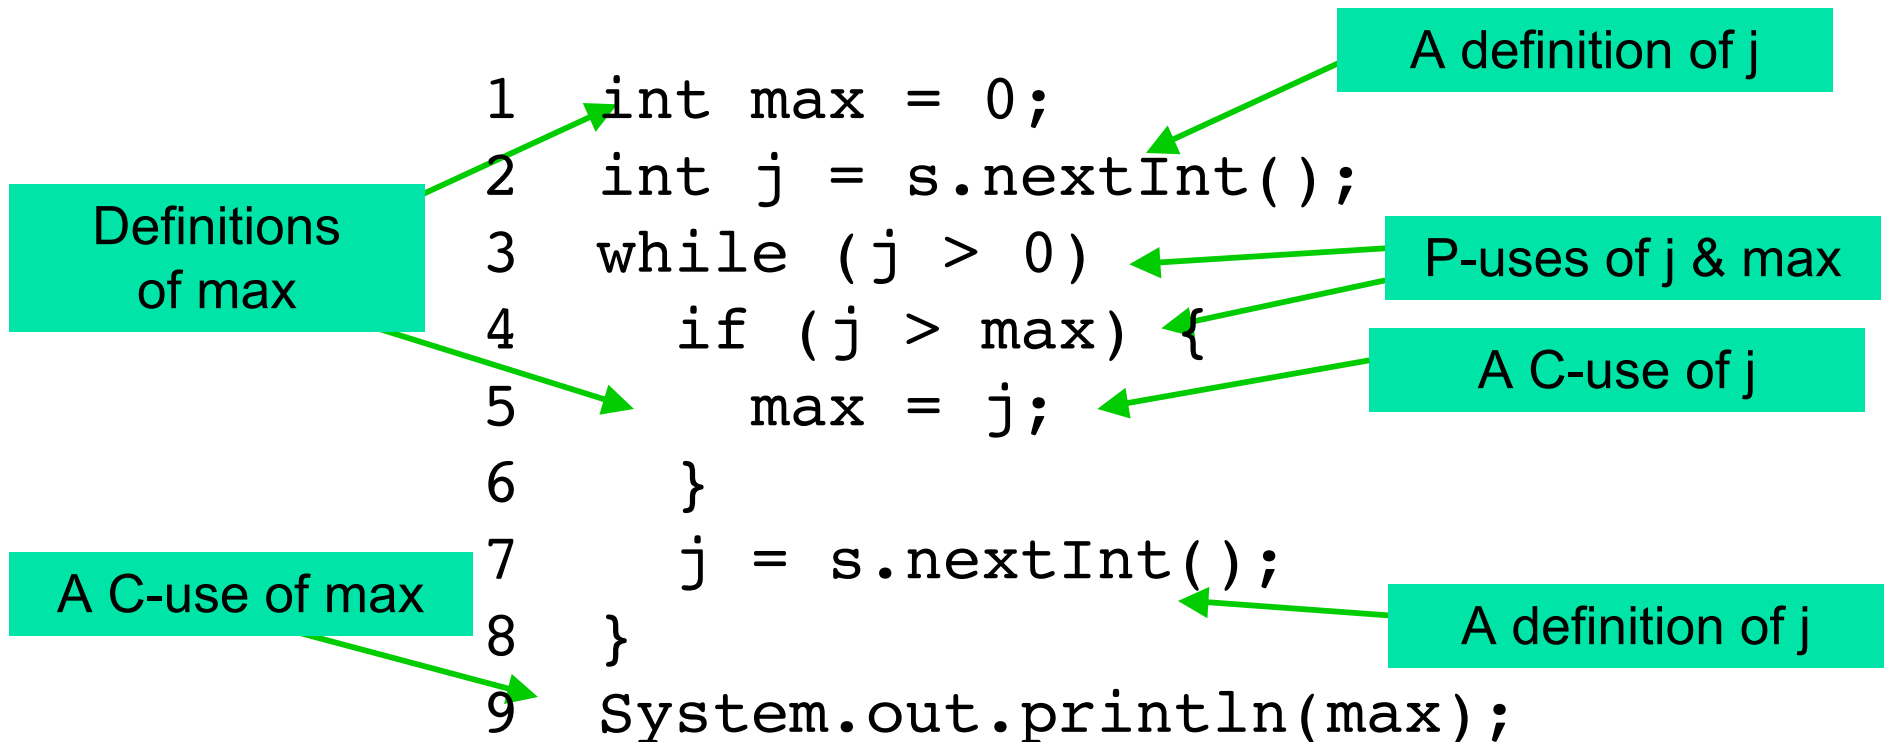 A definition of j
1 int max = 0;
2 int j = s.nextInt();
Definitions
of max
3 while (j > 0)
P-uses of j & max
4 if (j > max) {
A C-use of j
5 max = j;
6 }
7 j = s.nextInt();
A C-use of max
A definition of j
8 }
9 System.out.println(max);